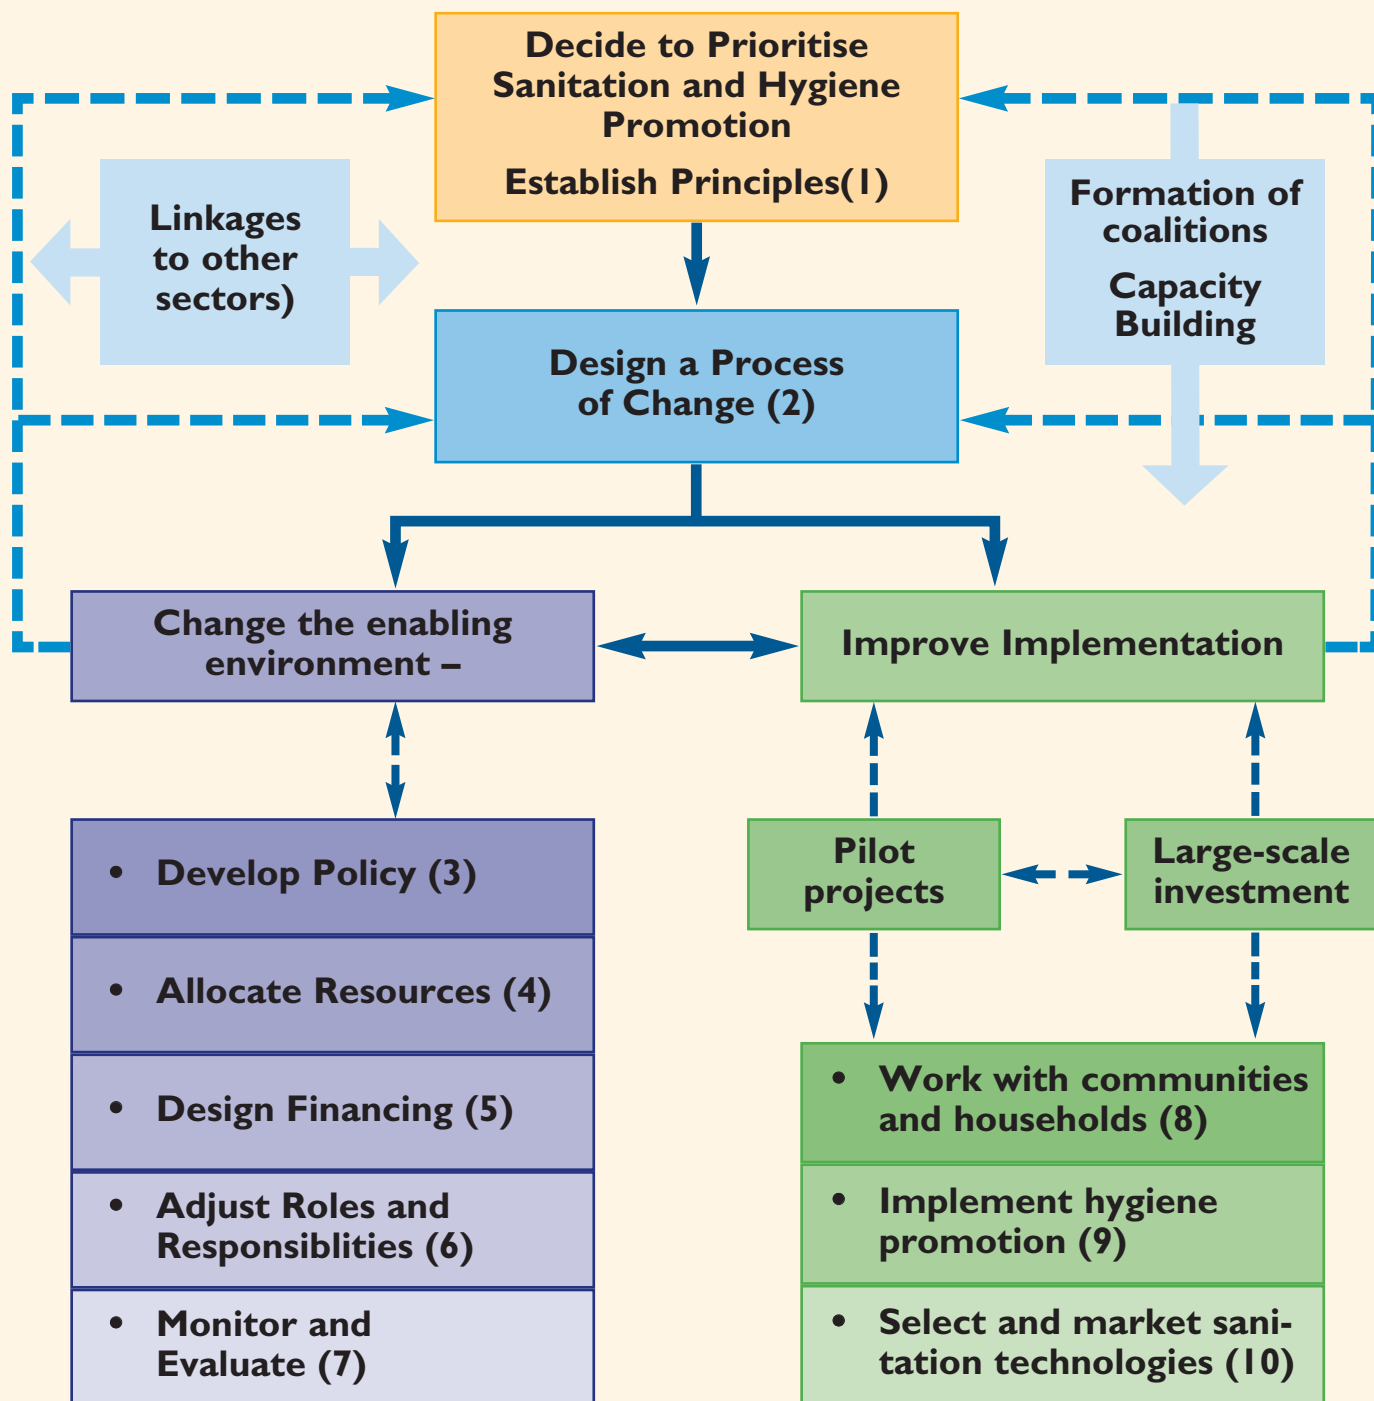 Decide to Prioritise
Sanitation and Hygiene
Promotion
Establish Principles(1)
Linkages
to other
sectors)
Formation of
coalitions
Capacity
Building
Design a Process
of Change (2)
Change the enabling
environment –
Improve Implementation
• Develop Policy (3)
• Allocate Resources (4)
• Design Financing (5)
• Adjust Roles and
Responsiblities (6)
• Monitor and
Evaluate (7)
Pilot
projects
Large-scale
investment
• Work with communities
and households (8)
• Implement hygiene
promotion (9)
• Select and market sani-
tation technologies (10)